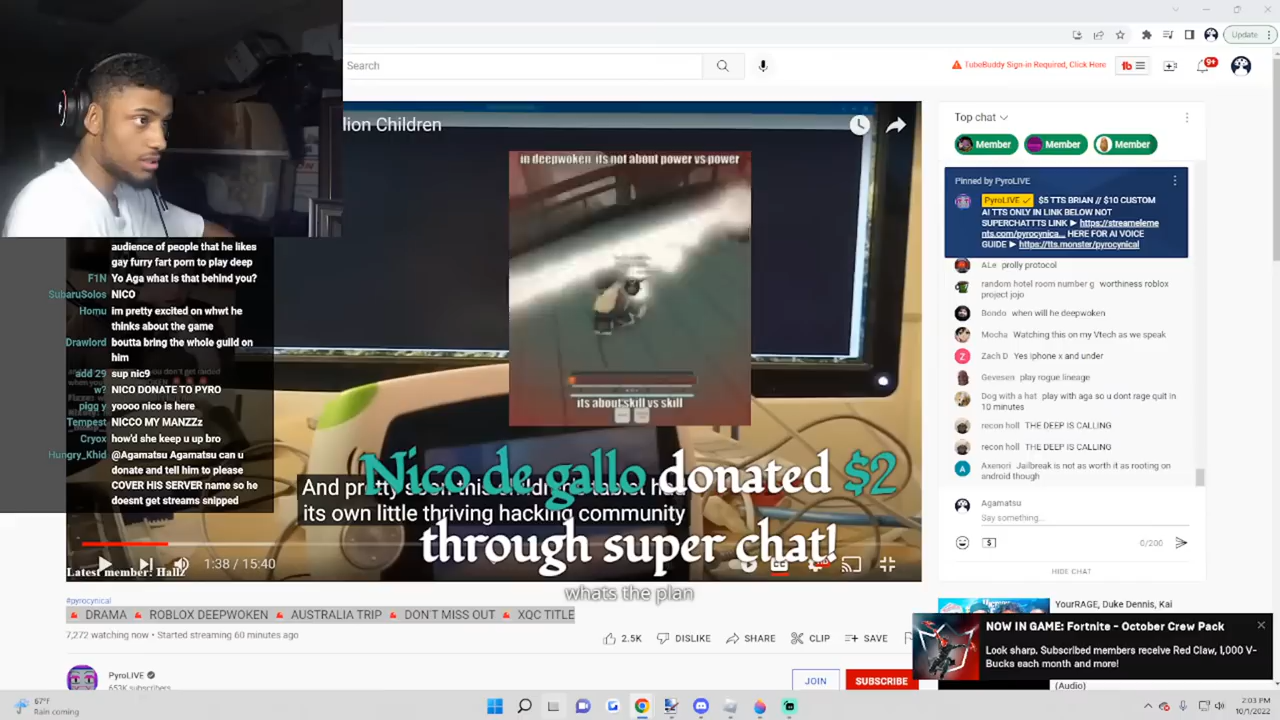 Update
Search
TubeBuddy Sign-in Required, Click Here
tb
9+
lion Children
Top chat
Member
Member
Member
Pinned by PyroLIVE
PyroLIVE $5 TTS BRIAN // $10 CUSTOM
AI TTS ONLY IN LINK BELOW NOT
SUPERCHATTTS LINK ► https://streameleme
nts.com/pyrocynica... HERE FOR AI VOICE
GUIDE ► https://tts.monster/pyrocynical
ALe prolly protocol
random hotel room number g worthiness roblox
project jojo
Bondo when will he deepwoken
Mocha Watching this on my Vtech as we speak
Zach D Yes iphone x and under
Gevesen play rogue lineage
Dog with a hat play with aga so u dont rage quit in
10 minutes
recon holl THE DEEP IS CALLING
recon holl THE DEEP IS CALLING
Axenori Jailbreak is not as worth it as rooting on
android though
Agamatsu
Say something...
0/200
HIDE CHAT
in deepwoken its not about power vs power
its about skill vs skill
audience of people that he likes
gay furry fart porn to play deep
F1N Yo Aga what is that behind you?
SubaruSolos NICO
Homu im pretty excited on whwt he
thinks about the game
Drawlord boutta bring the whole guild on
him
add 29 sup nic9
w? NICO DONATE TO PYRO
pigg y yoooo nico is here
Tempest NICCO MY MANZZz
Cryox how'd she keep u up bro
Hungry_Khid @Agamatsu Agamatsu can u
donate and tell him to please
COVER HIS SERVER name so he
doesnt get streams snipped
Nico de gallo donated $2
through super chat!
whats the plan
its own little thriving hacking community
1:38 / 15:40
Latest member: Hallz
#pyrocynical
DRAMA ROBLOX DEEPWOKEN AUSTRALIA TRIP DON'T MISS OUT XQC TITLE
7,272 watching now • Started streaming 60 minutes ago
2.5K DISLIKE SHARE CLIP SAVE
PyroLIVE
653K subscribers
JOIN
SUBSCRIBE
YourRAGE, Duke Dennis, Kai
NOW IN GAME: Fortnite - October Crew Pack
Look sharp. Subscribed members receive Red Claw, 1,000 V-
Bucks each month and more!
(Audio)
67°F
Rain coming
2:03 PM
10/1/2022